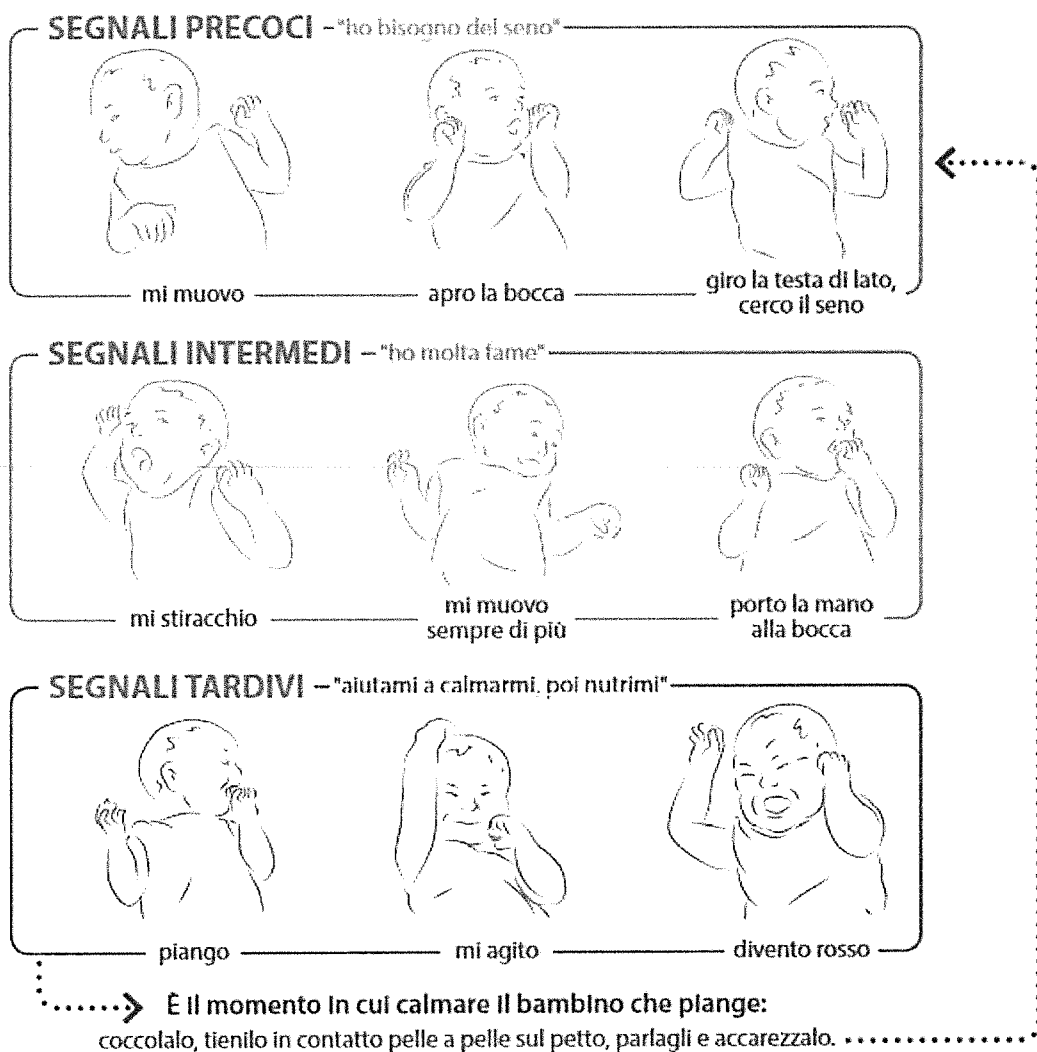 SEGNALI PRECOCI - "ho bisogno del seno"
mi muovo
apro la bocca
giro la testa di lato,
cerco il seno
SEGNALI INTERMEDI - "ho molta fame"
mi stiracchio
mi muovo
sempre di più
porto la mano
alla bocca
SEGNALI TARDIVI - "aiutami a calmarmi, poi nutrimi"
piango
mi agito
divento rosso
È il momento in cui calmare il bambino che piange:
coccolalo, tienilo in contatto pelle a pelle sul petto, parlagli e accarezzalo.